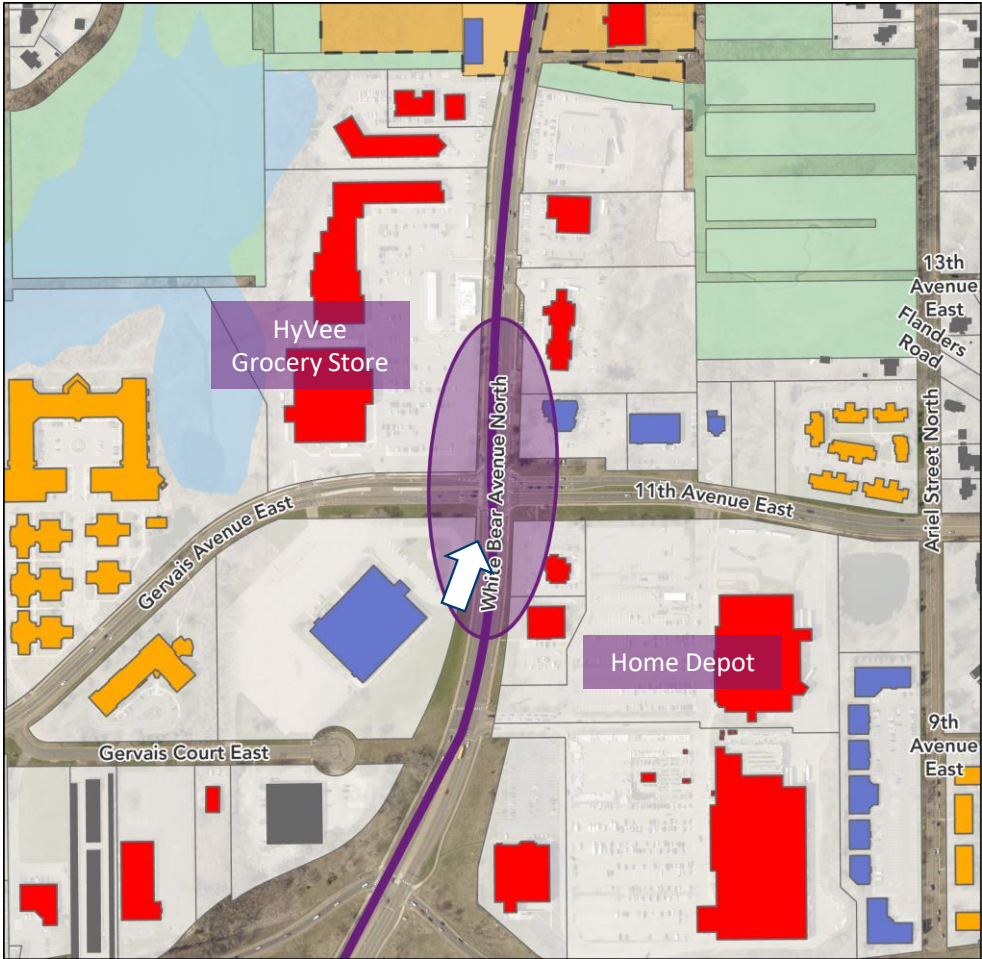 13th
Avenue
East
Flanders
Road
HyVee
Grocery Store
White Bear Avenue North
11th Avenue East
Ariel Street North
Gervais Avenue East
Home Depot
Gervais Court East
9th
Avenue
East